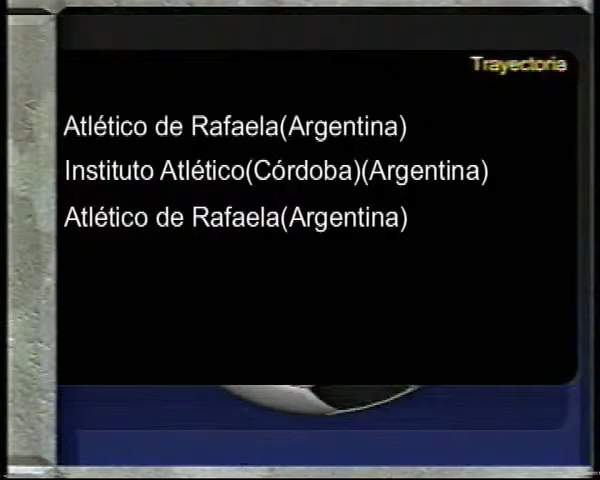 Trayectoria
Atlético de Rafaela(Argentina)
Instituto Atlético(Córdoba)(Argentina)
Atlético de Rafaela(Argentina)